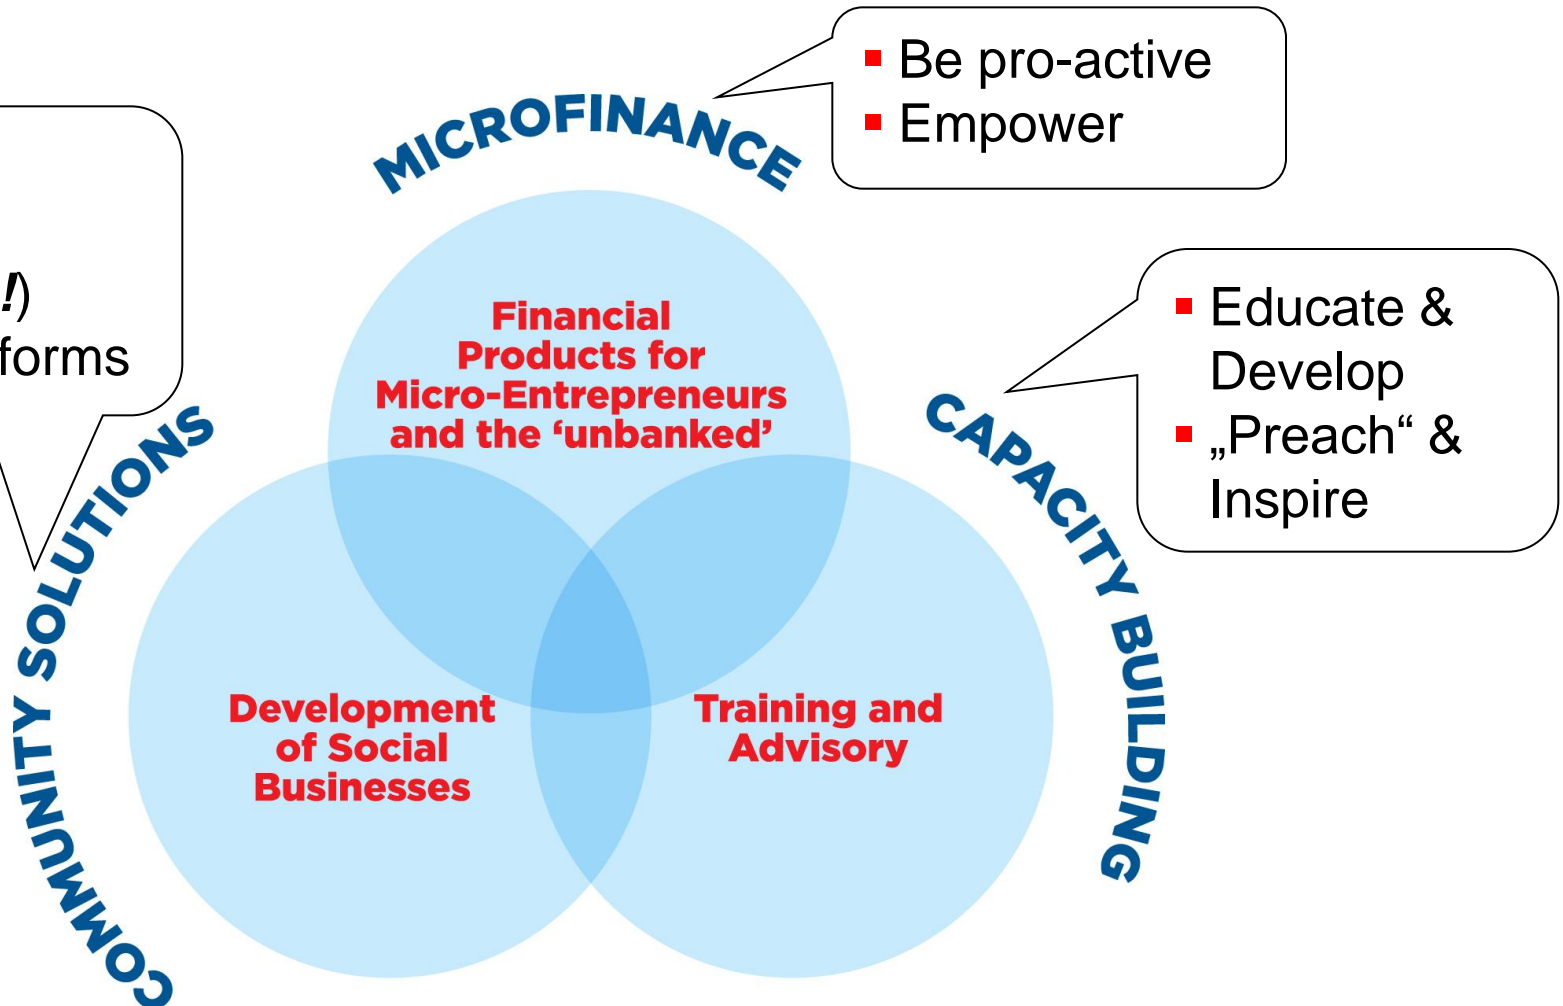 MICROFINANCE
Be pro-active
Empower
!)
forms
Financial
Products for
Micro-Entrepreneurs
and the ‘unbanked’
Educate &
Develop
„Preach“ &
Inspire
COMMUNITY SOLUTIONS
CAPACITY BUILDING
Development
of Social
Businesses
Training and
Advisory